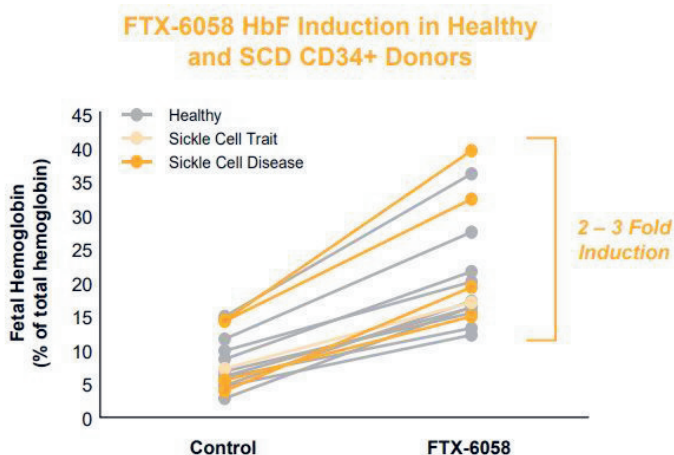 FTX-6058 HbF Induction in Healthy
and SCD CD34+ Donors
Fetal Hemoglobin
(% of total hemoglobin)
45
40
35
30
25
20
15
10
5
0
Healthy
Sickle Cell Trait
Sickle Cell Disease
2 – 3 Fold
Induction
Control
FTX-6058